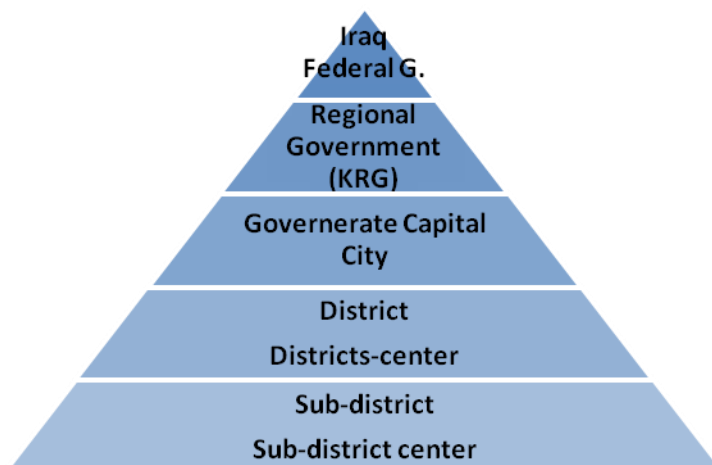 Iraq
Federal G.
Regional
Government
(KRG)
Governerate Capital
City
District
Districts-center
Sub-district
Sub-district center